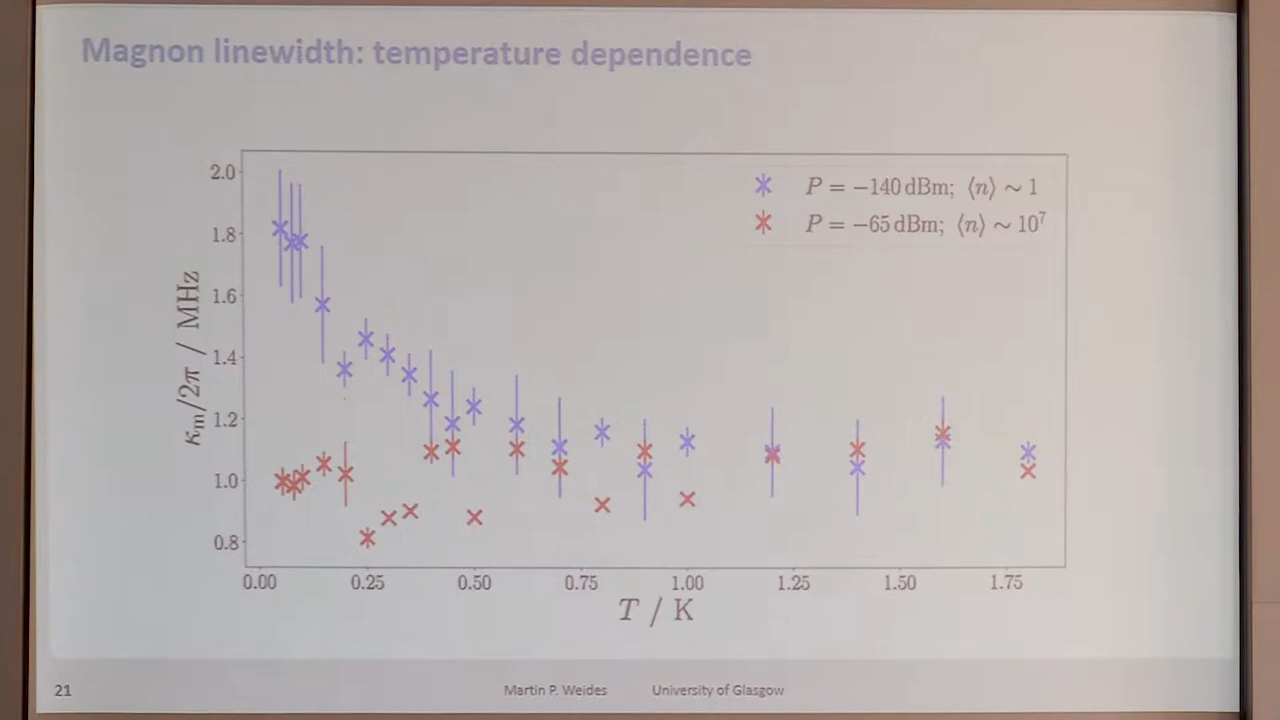 Magnon linewidth: temperature dependence
P = −140 dBm; ⟨n⟩ ∼ 1
P = −65 dBm; ⟨n⟩ ∼ 10⁷
κₘ/2π / MHz
2.0
1.8
1.6
1.4
1.2
1.0
0.8
0.00 0.25 0.50 0.75 1.00 1.25 1.50 1.75
T / K
21 Martin P. Weides University of Glasgow